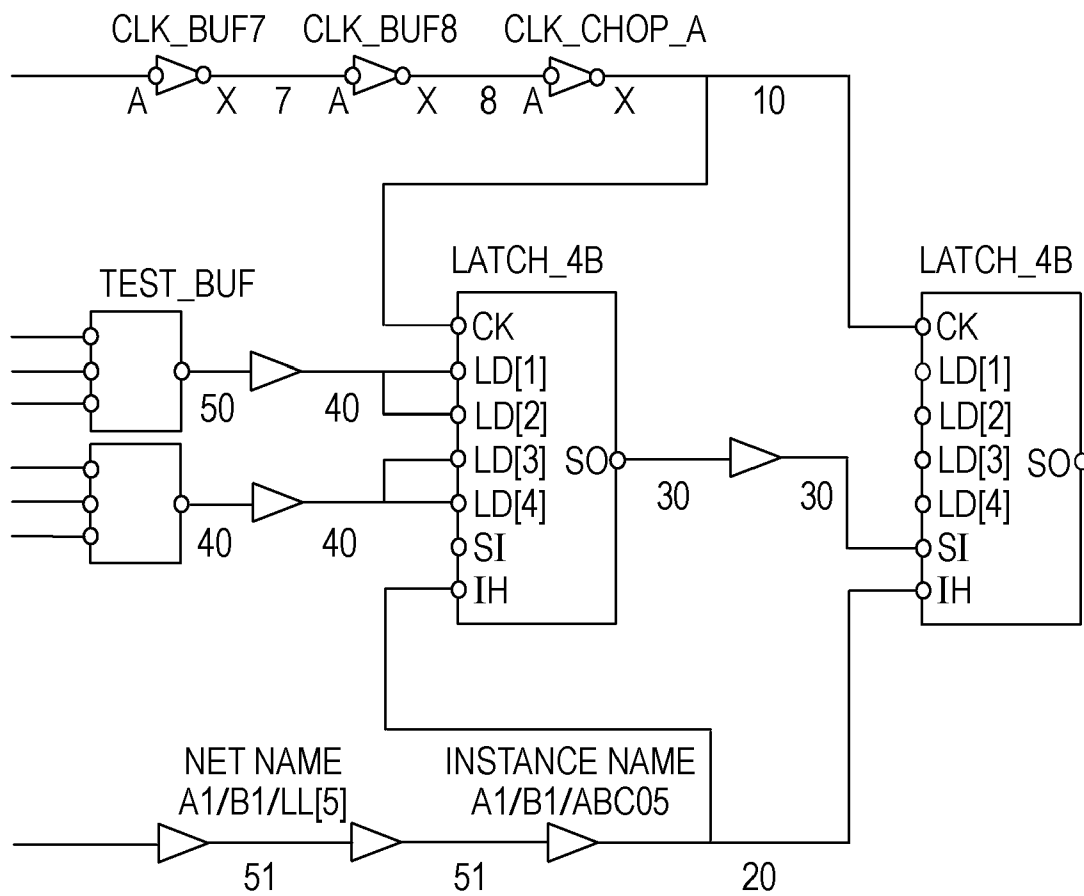 CLK_BUF7 CLK_BUF8 CLK_CHOP_A
A X 7 A X 8 A X 10
LATCH_4B LATCH_4B
TEST_BUF
CK CK
LD[1] LD[1]
50 40 LD[2] LD[2]
LD[3] SO LD[3] SO
30 30
LD[4] LD[4]
40 40 SI SI
IH IH
NET NAME INSTANCE NAME
A1/B1/LL[5] A1/B1/ABC05
51 51 20